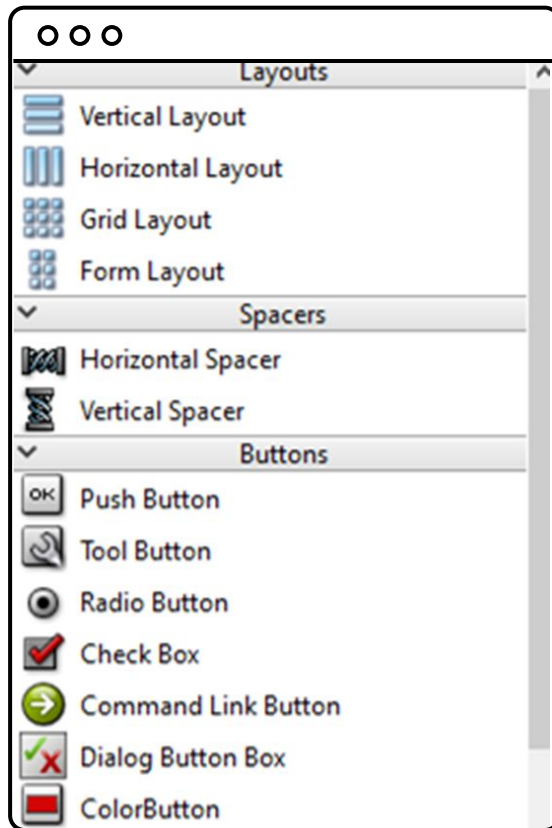 Layouts
Vertical Layout
Horizontal Layout
Grid Layout
Form Layout
Spacers
Horizontal Spacer
Vertical Spacer
Buttons
OK Push Button
Tool Button
Radio Button
Check Box
Command Link Button
Dialog Button Box
ColorButton